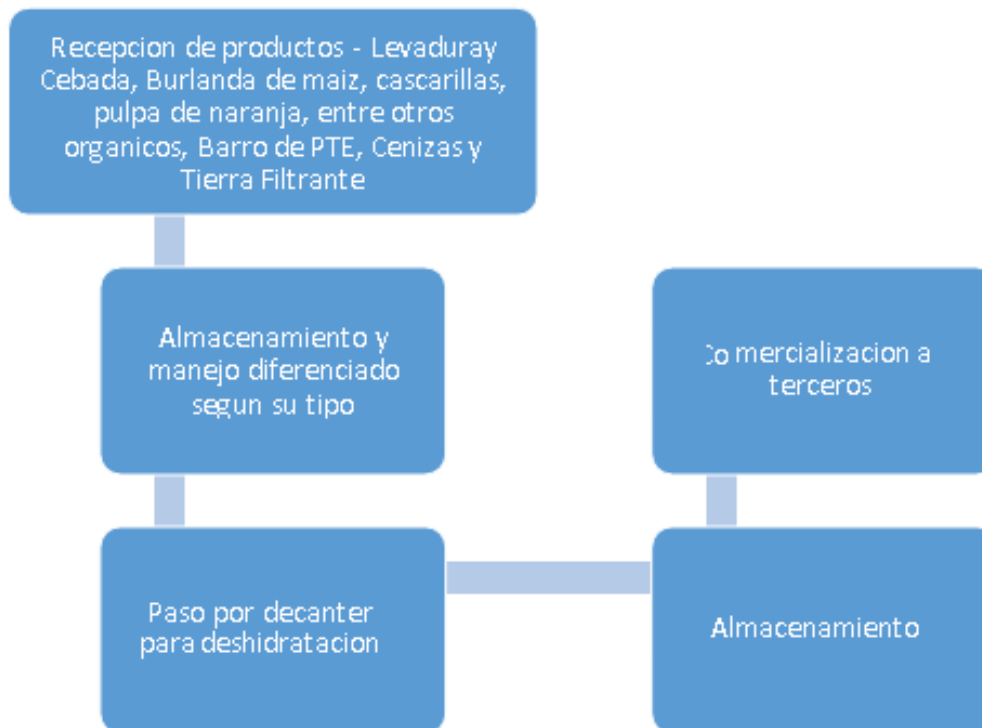 Recepcion de productos - Levaduray
Cebada, Burlanda de maiz, cascarillas,
pulpa de naranja, entre otros
organicos, Barro de PTE, Cenizas y
Tierra Filtrante
Almacenamiento y
manejo diferenciado
segun su tipo
Paso por decanter
para deshidratacion
Almacenamiento
Co mercializacion a
terceros